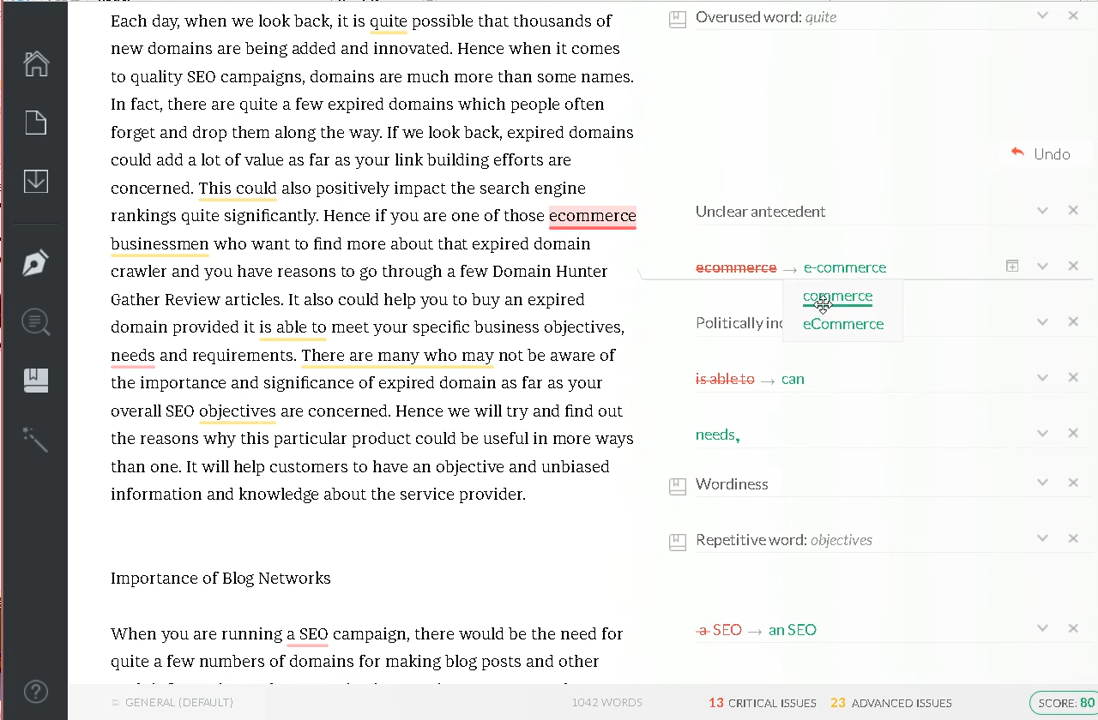 Each day, when we look back, it is quite possible that thousands of
new domains are being added and innovated. Hence when it comes
to quality SEO campaigns, domains are much more than some names.
In fact, there are quite a few expired domains which people often
forget and drop them along the way. If we look back, expired domains
could add a lot of value as far as your link building efforts are
concerned. This could also positively impact the search engine
rankings quite significantly. Hence if you are one of those ecommerce
businessmen who want to find more about that expired domain
crawler and you have reasons to go through a few Domain Hunter
Gather Review articles. It also could help you to buy an expired
domain provided it is able to meet your specific business objectives,
needs and requirements. There are many who may not be aware of
the importance and significance of expired domain as far as your
overall SEO objectives are concerned. Hence we will try and find out
the reasons why this particular product could be useful in more ways
than one. It will help customers to have an objective and unbiased
information and knowledge about the service provider.
Importance of Blog Networks
When you are running a SEO campaign, there would be the need for
quite a few numbers of domains for making blog posts and other
Overused word: quite
Undo
Unclear antecedent
ecommerce → e-commerce
commerce
eCommerce
Politically
is able to → can
needs,
Wordiness
Repetitive word: objectives
a SEO → an SEO
GENERAL (DEFAULT)
1042 WORDS
13 CRITICAL ISSUES
23 ADVANCED ISSUES
SCORE: 80